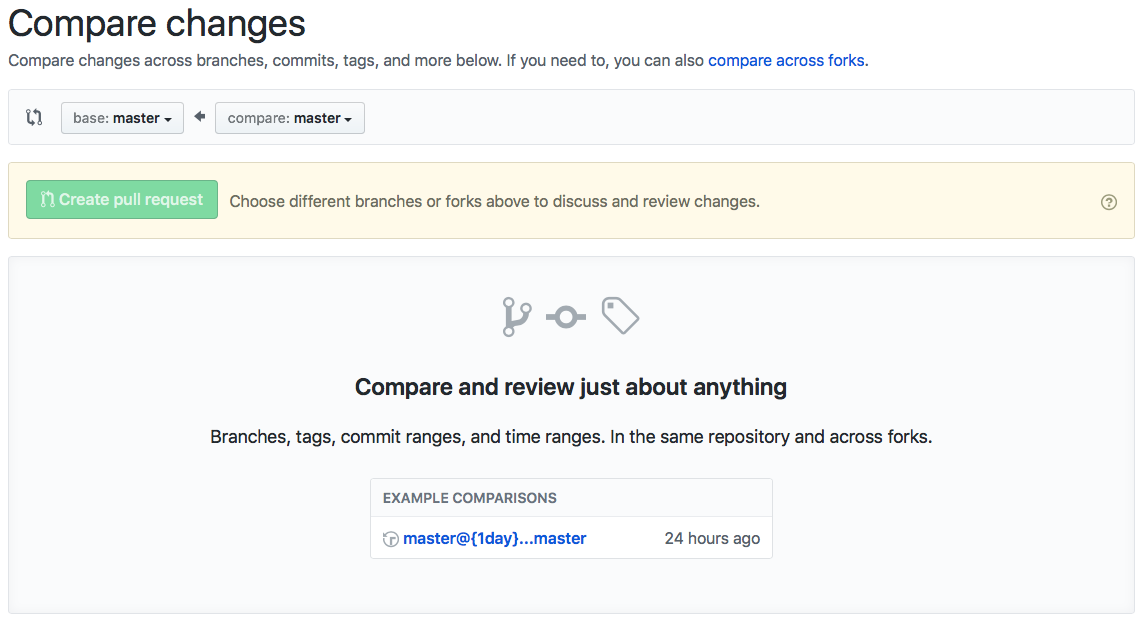 Compare changes
Compare changes across branches, commits, tags, and more below. If you need to, you can also compare across forks.
base: master compare: master
Create pull request Choose different branches or forks above to discuss and review changes.
Compare and review just about anything
Branches, tags, commit ranges, and time ranges. In the same repository and across forks.
EXAMPLE COMPARISONS
master@{1day}...master 24 hours ago